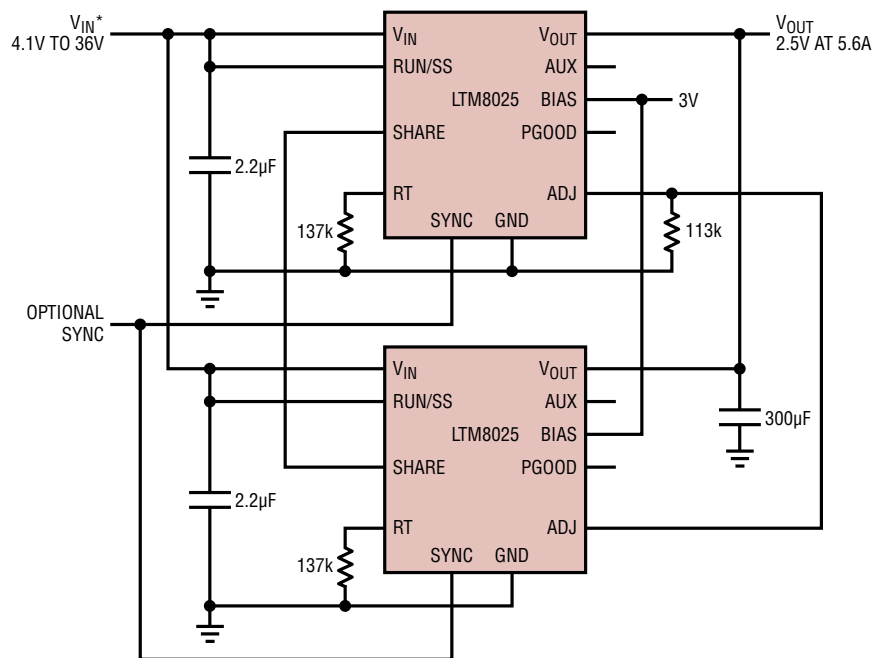 VIN*
4.1V TO 36V
VIN
VOUT
VOUT
2.5V AT 5.6A
RUN/SS
AUX
LTM8025
BIAS
3V
SHARE
PGOOD
2.2µF
RT
ADJ
137k
SYNC
GND
113k
OPTIONAL
SYNC
VIN
VOUT
RUN/SS
AUX
300µF
LTM8025
BIAS
SHARE
PGOOD
2.2µF
RT
ADJ
137k
SYNC
GND